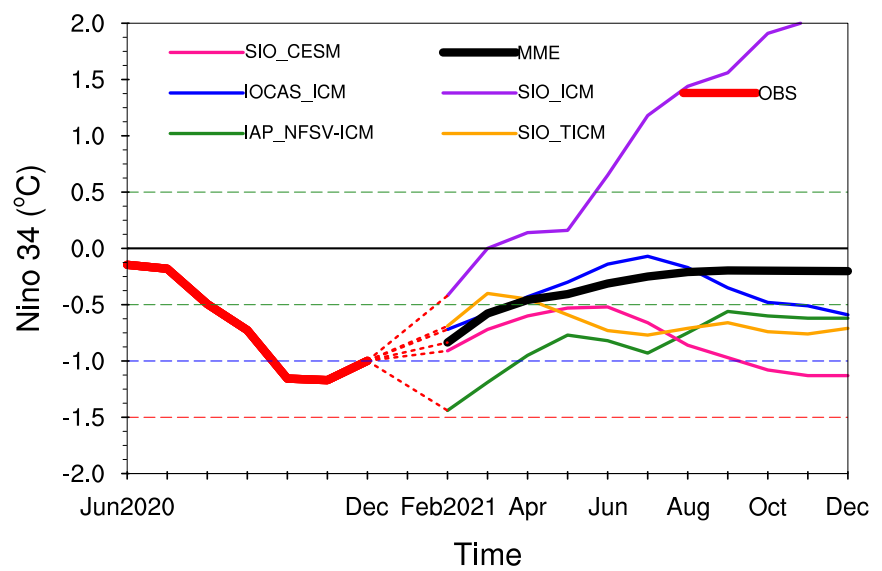 2.0
SIO_CESM MME
1.5
IOCAS_ICM SIO_ICM OBS
IAP_NFSV-ICM SIO_TICM
1.0
0.5
0.0
-0.5
-1.0
-1.5
-2.0
Nino 34 (°C)
Jun2020 Dec Feb2021 Apr Jun Aug Oct Dec
Time